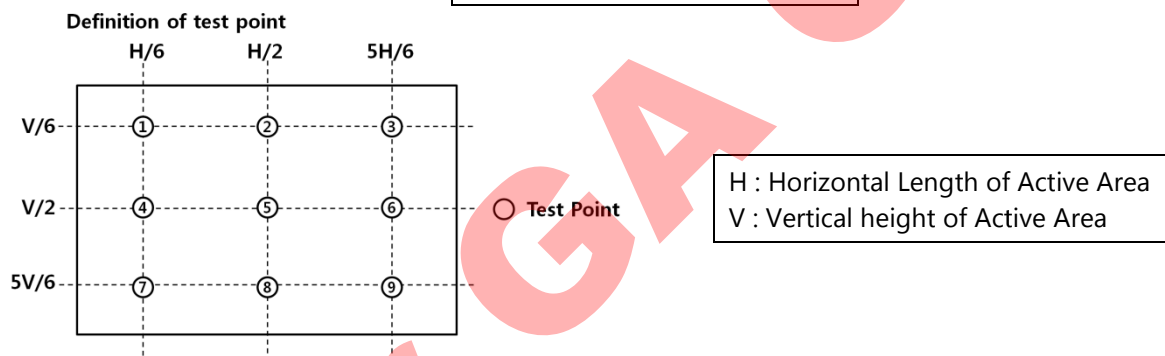 Definition of test point
H/6 H/2 5H/6
V/6 ① ② ③
V/2 ④ ⑤ ⑥ Test Point
5V/6 ⑦ ⑧ ⑨
H : Horizontal Length of Active Area
V : Vertical height of Active Area
GA